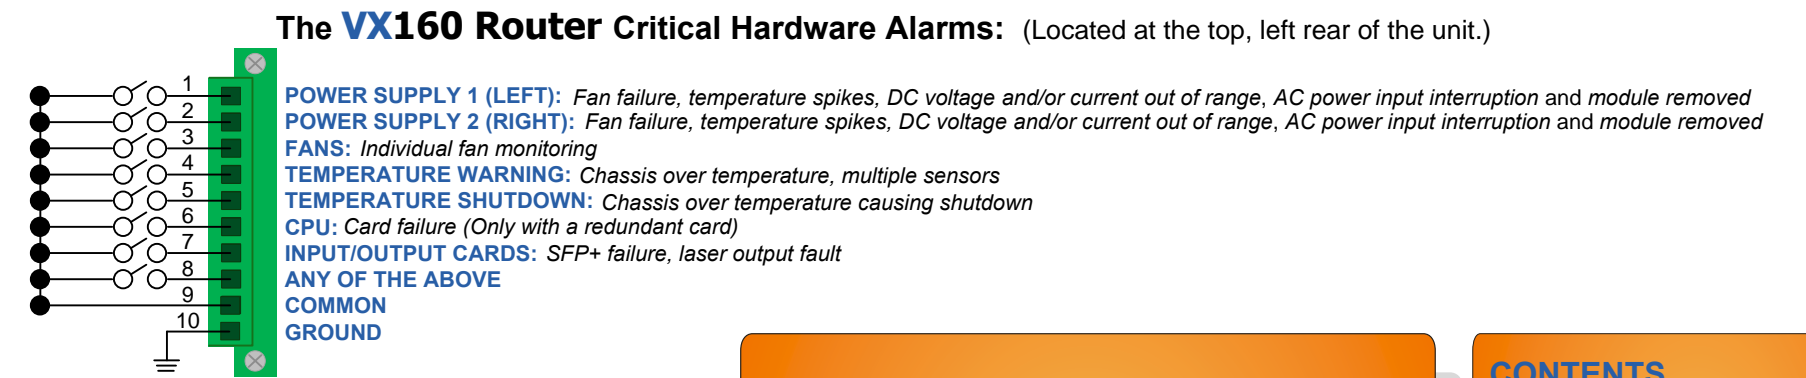 The VX160 Router Critical Hardware Alarms: (Located at the top, left rear of the unit.)
1 POWER SUPPLY 1 (LEFT): Fan failure, temperature spikes, DC voltage and/or current out of range, AC power input interruption and module removed
2 POWER SUPPLY 2 (RIGHT): Fan failure, temperature spikes, DC voltage and/or current out of range, AC power input interruption and module removed
3 FANS: Individual fan monitoring
4 TEMPERATURE WARNING: Chassis over temperature, multiple sensors
5 TEMPERATURE SHUTDOWN: Chassis over temperature causing shutdown
6 CPU: Card failure (Only with a redundant card)
7 INPUT/OUTPUT CARDS: SFP+ failure, laser output fault
8 ANY OF THE ABOVE
9 COMMON
10 GROUND
CONTENTS